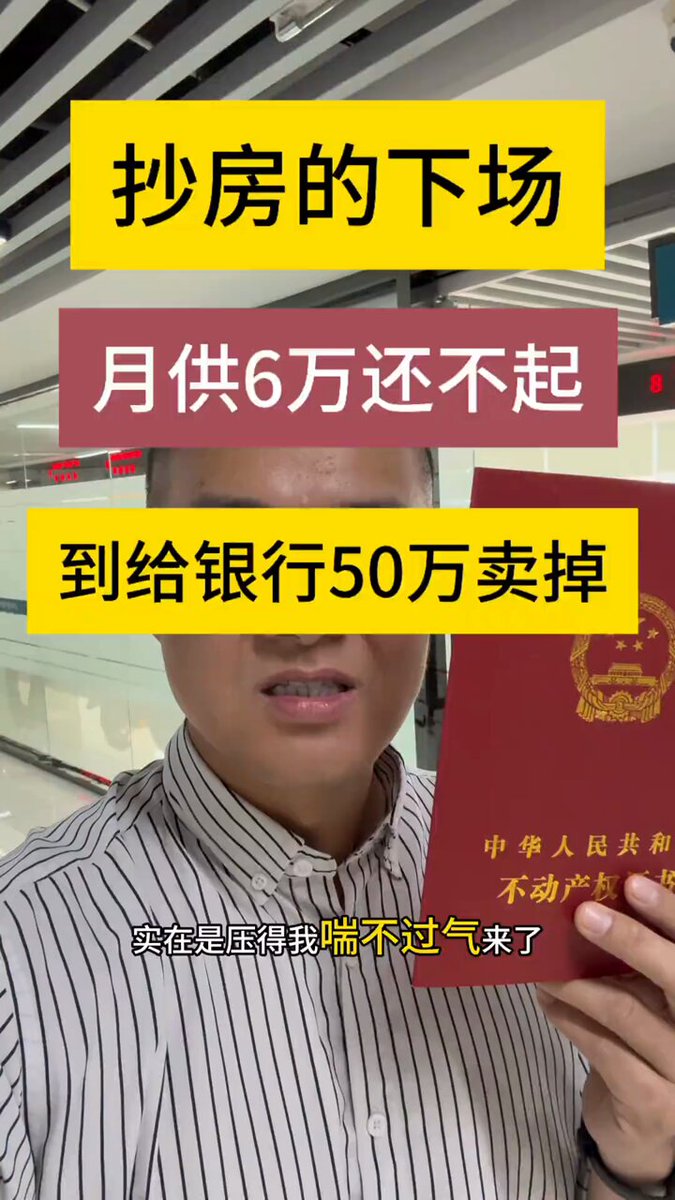 抄房的下场
月供6万还不起
到给银行50万卖掉
8
中华人民共和
不动产权
实在是压得我喘不过气来了